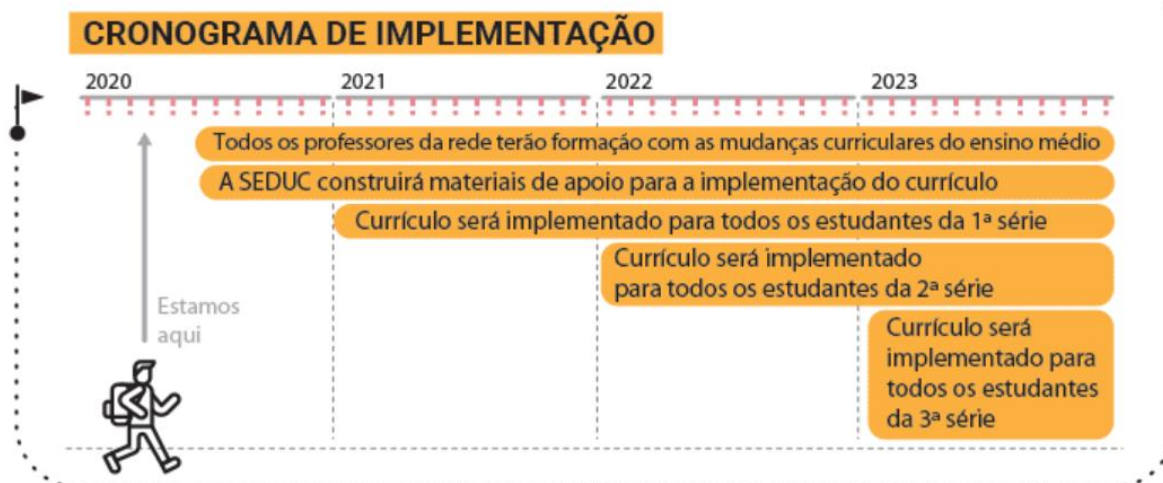 CRONOGRAMA DE IMPLEMENTAÇÃO
2020 2021 2022 2023
Todos os professores da rede terão formação com as mudanças curriculares do ensino médio
A SEDUC construirá materiais de apoio para a implementação do currículo
Currículo será implementado para todos os estudantes da 1ª série
Currículo será implementado
para todos os estudantes da 2ª série
Estamos
aqui
Currículo será
implementado para
todos os estudantes
da 3ª série